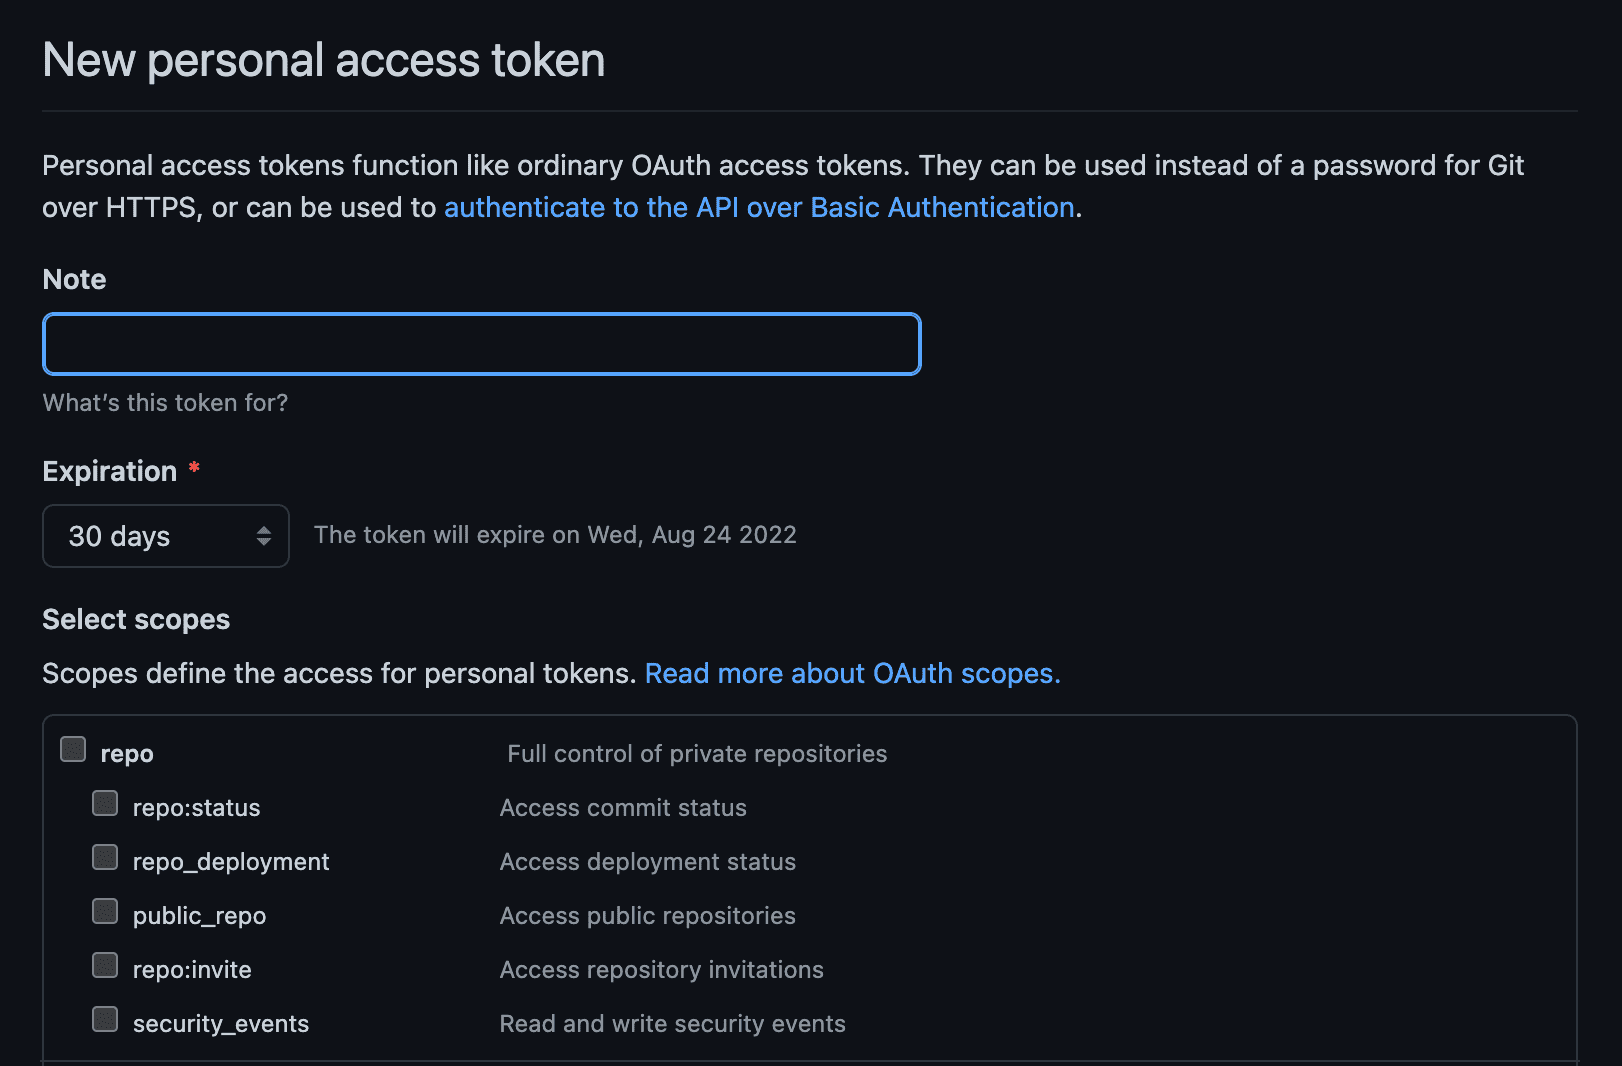 New personal access token
Personal access tokens function like ordinary OAuth access tokens. They can be used instead of a password for Git
over HTTPS, or can be used to authenticate to the API over Basic Authentication.
Note
What’s this token for?
Expiration *
30 days The token will expire on Wed, Aug 24 2022
Select scopes
Scopes define the access for personal tokens. Read more about OAuth scopes.
repo Full control of private repositories
repo:status Access commit status
repo_deployment Access deployment status
public_repo Access public repositories
repo:invite Access repository invitations
security_events Read and write security events